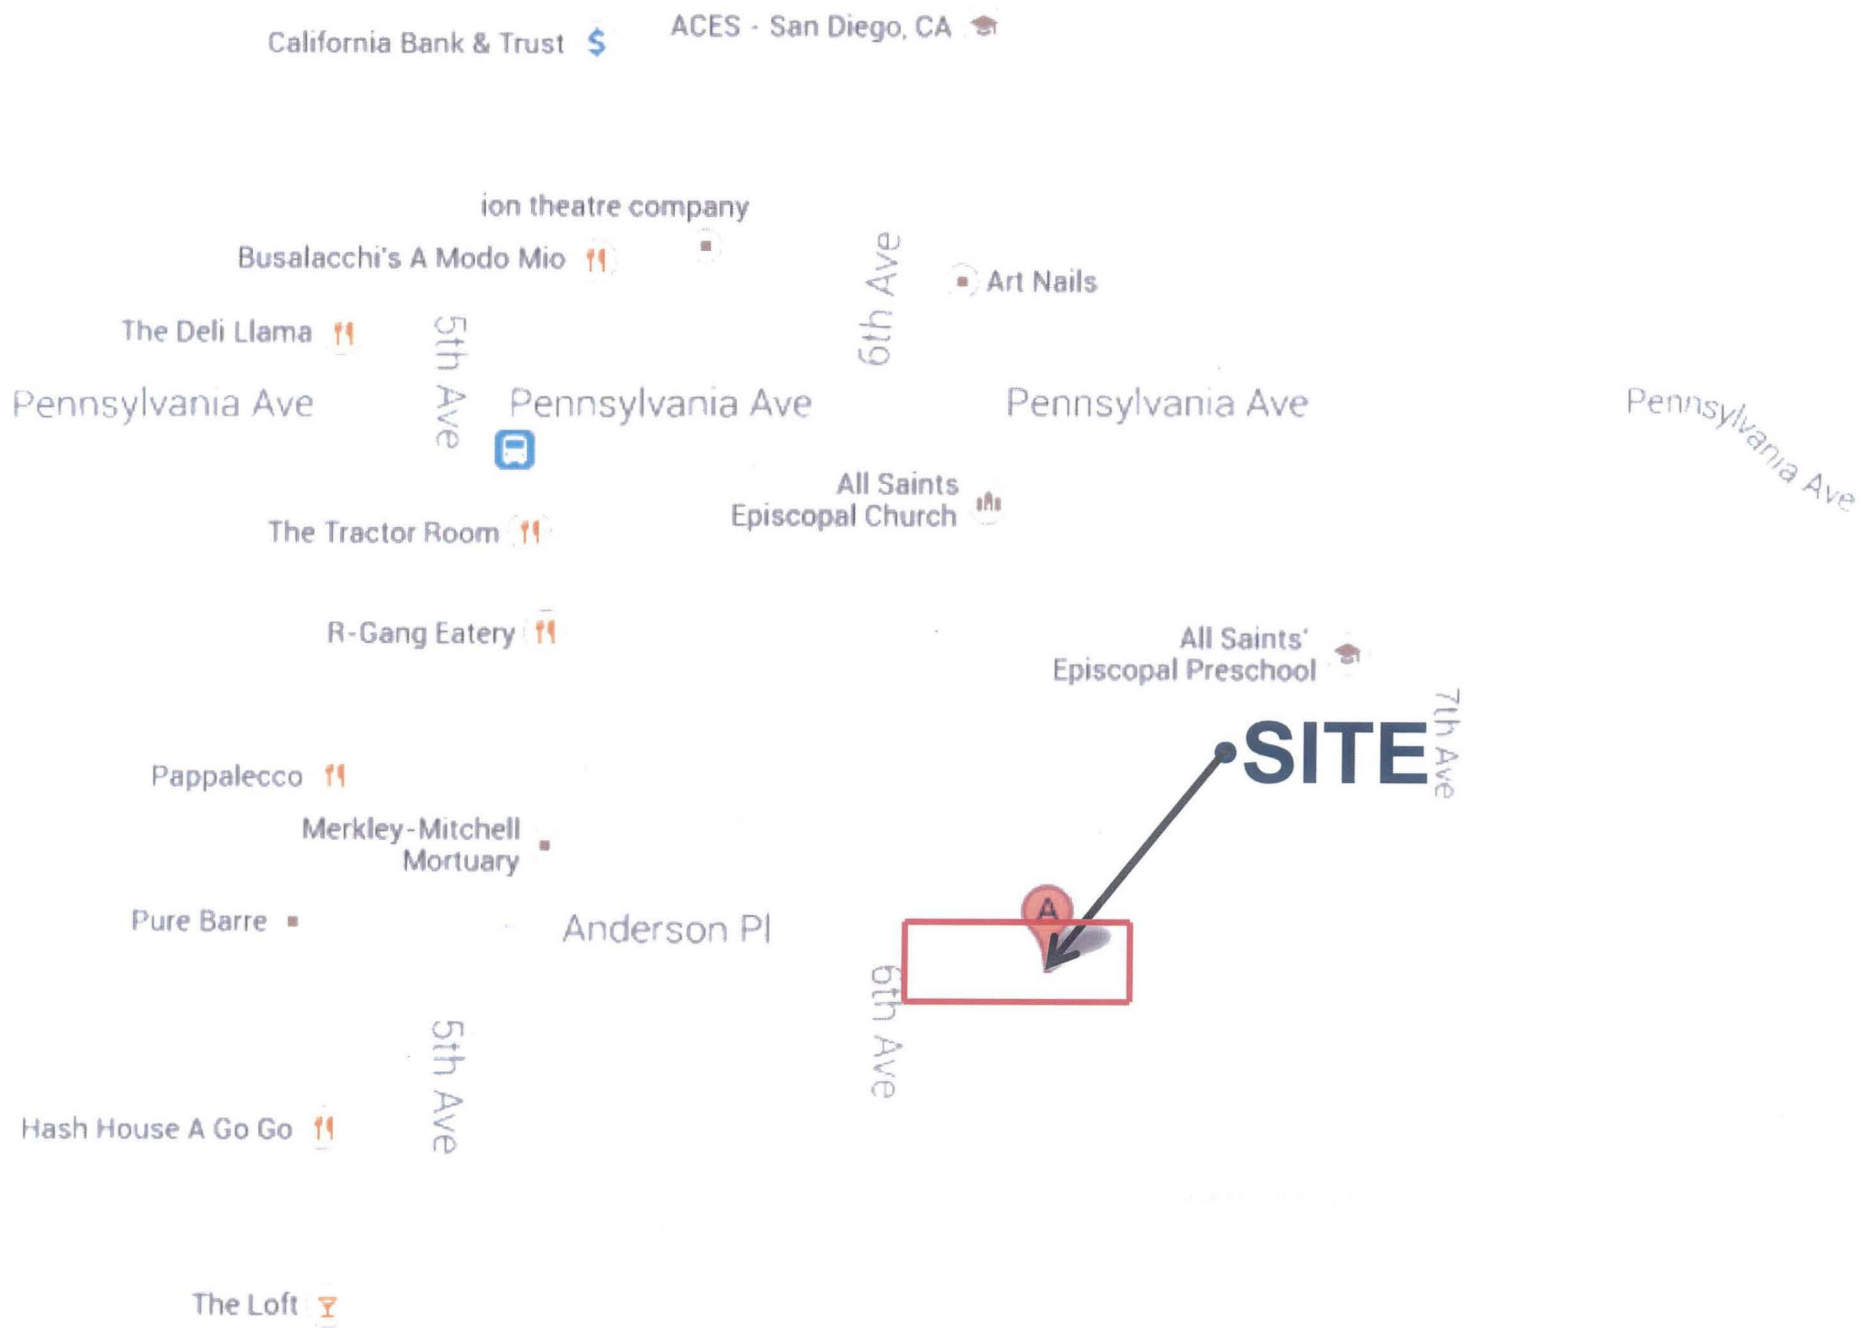 California Bank & Trust $
ACES - San Diego, CA
ion theatre company
Busalacchi's A Modo Mio
6th Ave
Art Nails
The Deli Llama
5th Ave
Pennsylvania Ave
Pennsylvania Ave
Pennsylvania Ave
Pennsylvania Ave
All Saints
Episcopal Church
The Tractor Room
R-Gang Eatery
All Saints'
Episcopal Preschool
7th Ave
SITE
Pappalecco
Merkley-Mitchell
Mortuary
A
Pure Barre
Anderson Pl
6th Ave
5th Ave
Hash House A Go Go
The Loft